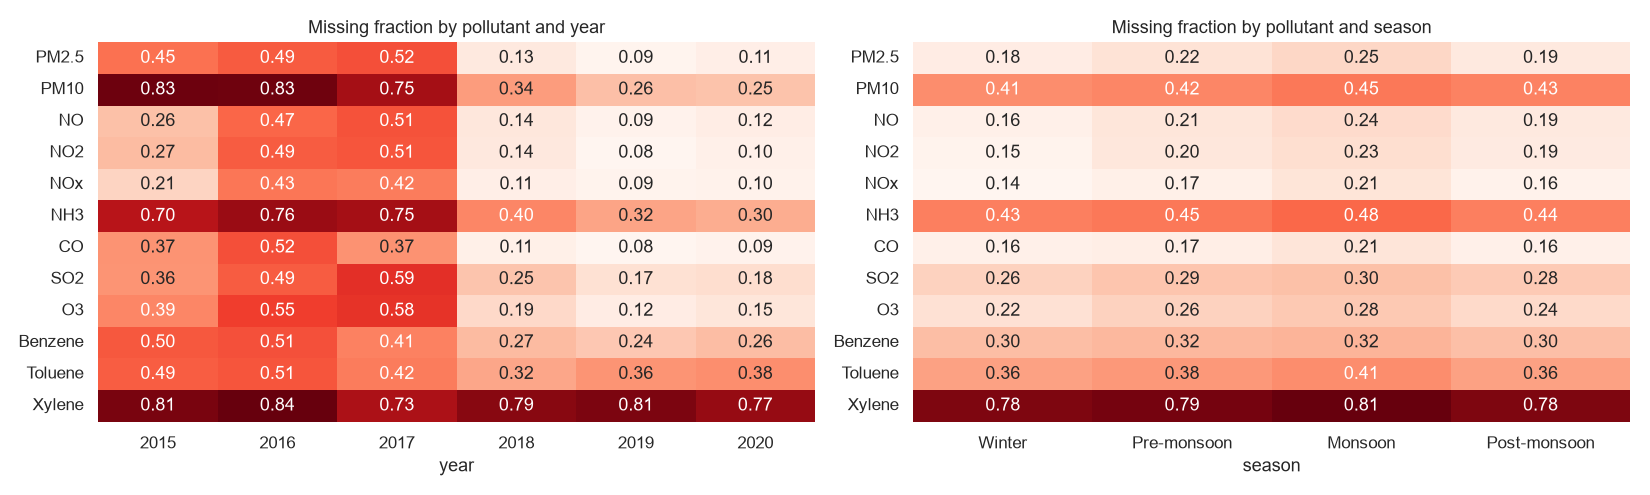 Missing fraction by pollutant and year
PM2.5 0.45 0.49 0.52 0.13 0.09 0.11
PM10 0.83 0.83 0.75 0.34 0.26 0.25
NO 0.26 0.47 0.51 0.14 0.09 0.12
NO2 0.27 0.49 0.51 0.14 0.08 0.10
NOx 0.21 0.43 0.42 0.11 0.09 0.10
NH3 0.70 0.76 0.75 0.40 0.32 0.30
CO 0.37 0.52 0.37 0.11 0.08 0.09
SO2 0.36 0.49 0.59 0.25 0.17 0.18
O3 0.39 0.55 0.58 0.19 0.12 0.15
Benzene 0.50 0.51 0.41 0.27 0.24 0.26
Toluene 0.49 0.51 0.42 0.32 0.36 0.38
Xylene 0.81 0.84 0.73 0.79 0.81 0.77
2015 2016 2017 2018 2019 2020
year
Missing fraction by pollutant and season
PM2.5 0.18 0.22 0.25 0.19
PM10 0.41 0.42 0.45 0.43
NO 0.16 0.21 0.24 0.19
NO2 0.15 0.20 0.23 0.19
NOx 0.14 0.17 0.21 0.16
NH3 0.43 0.45 0.48 0.44
CO 0.16 0.17 0.21 0.16
SO2 0.26 0.29 0.30 0.28
O3 0.22 0.26 0.28 0.24
Benzene 0.30 0.32 0.32 0.30
Toluene 0.36 0.38 0.41 0.36
Xylene 0.78 0.79 0.81 0.78
Winter Pre-monsoon Monsoon Post-monsoon
season